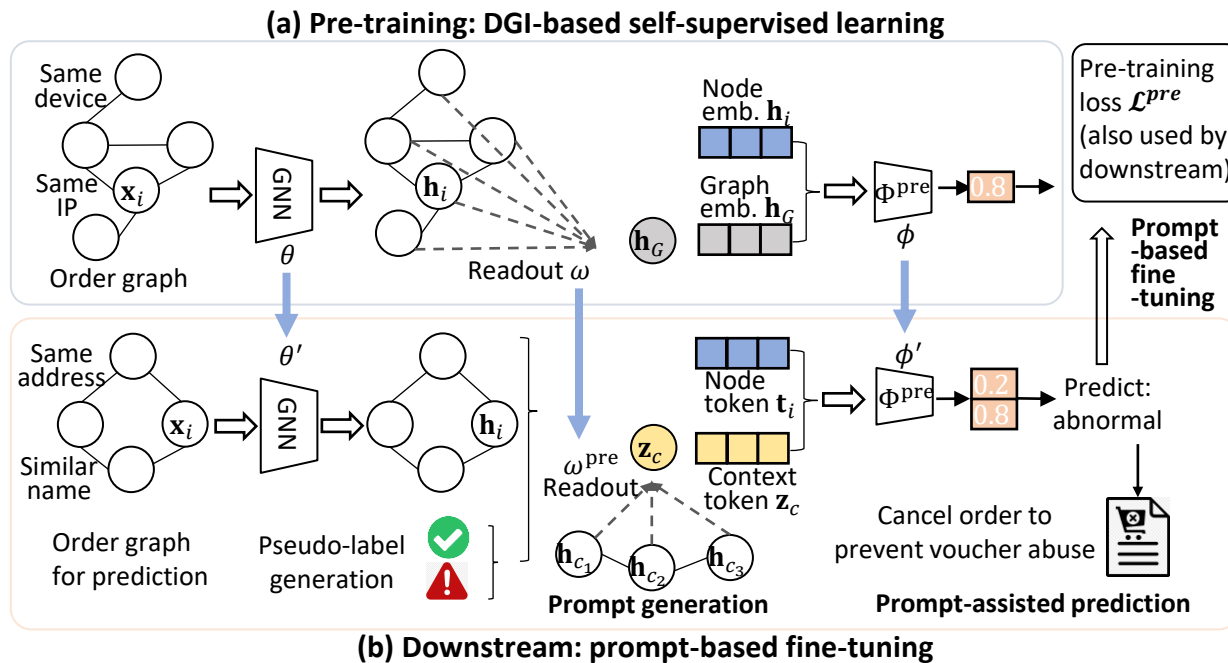 (a) Pre-training: DGI-based self-supervised learning
Same
device
Same
IP
x_i
Order graph
GNN
θ
h_i
Readout ω
h_G
Node
emb. h_i
Graph
emb. h_G
Φ^pre
ϕ
0.8
Pre-training
loss ℒ^pre
(also used by
downstream)
Prompt
-based
fine
-tuning
Same
address
x_i
Similar
name
Order graph
for prediction
θ′
GNN
h_i
Pseudo-label
generation
ω^pre
Readout
z_c
h_c₁
h_c₂
h_c₃
Prompt generation
Node
token t_i
Context
token z_c
ϕ′
Φ^pre
0.2
0.8
Predict:
abnormal
Cancel order to
prevent voucher abuse
Prompt-assisted prediction
(b) Downstream: prompt-based fine-tuning